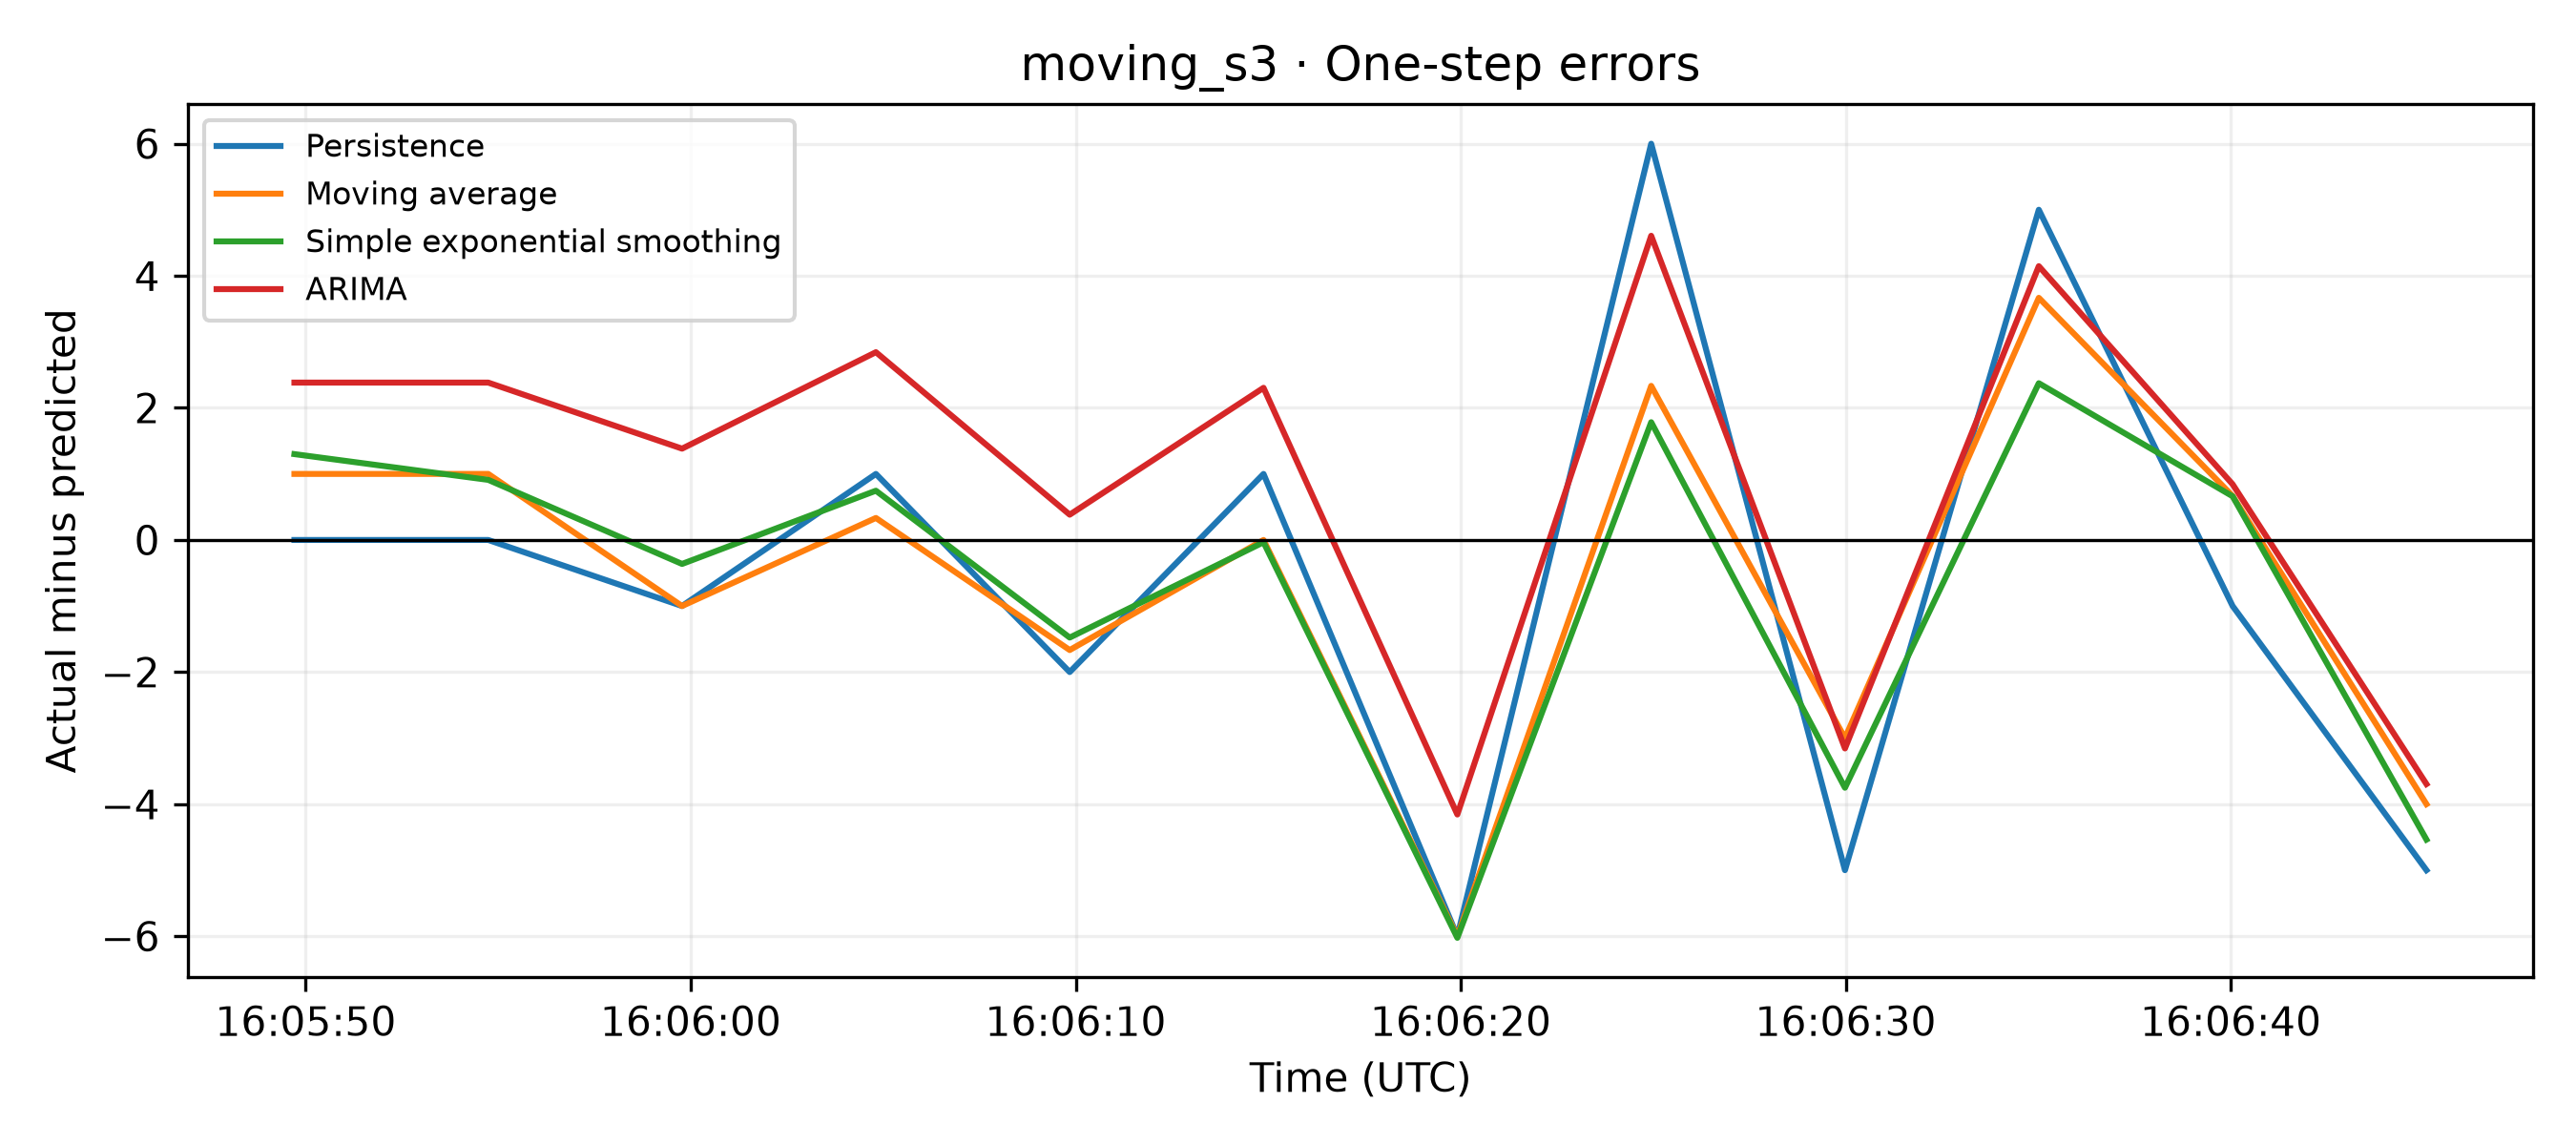 moving_s3 · One-step errors
Persistence
Moving average
Simple exponential smoothing
ARIMA
Actual minus predicted
6
4
2
0
−2
−4
−6
16:05:50 16:06:00 16:06:10 16:06:20 16:06:30 16:06:40
Time (UTC)